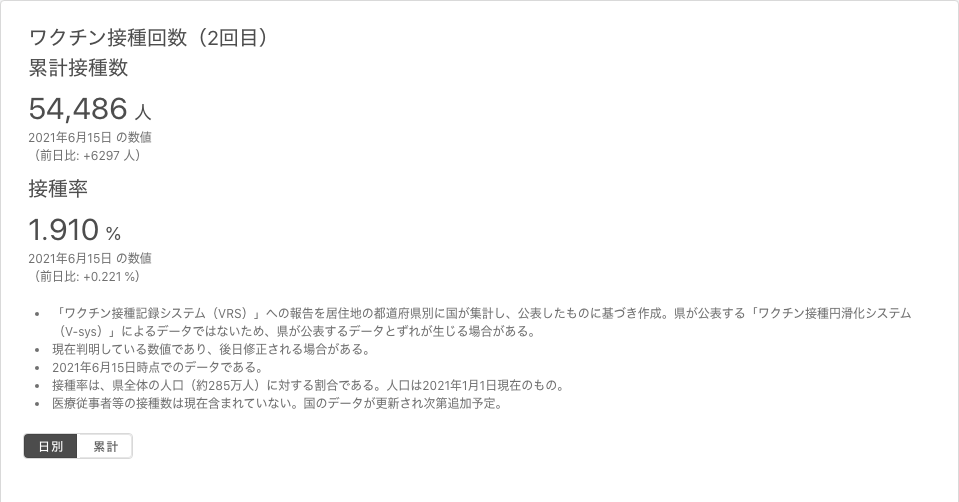 ワクチン接種回数（2回目）
累計接種数
54,486 人
2021年6月15日 の数値
（前日比: +6297 人）
接種率
1.910 %
2021年6月15日 の数値
（前日比: +0.221 %）
• 「ワクチン接種記録システム（VRS）」への報告を居住地の都道府県別に国が集計し、公表したものに基づき作成。県が公表する「ワクチン接種円滑化システム
（V-sys）」によるデータではないため、県が公表するデータとずれが生じる場合がある。
• 現在判明している数値であり、後日修正される場合がある。
• 2021年6月15日時点でのデータである。
• 接種率は、県全体の人口（約285万人）に対する割合である。人口は2021年1月1日現在のもの。
• 医療従事者等の接種数は現在含まれていない。国のデータが更新され次第追加予定。
日別 累計